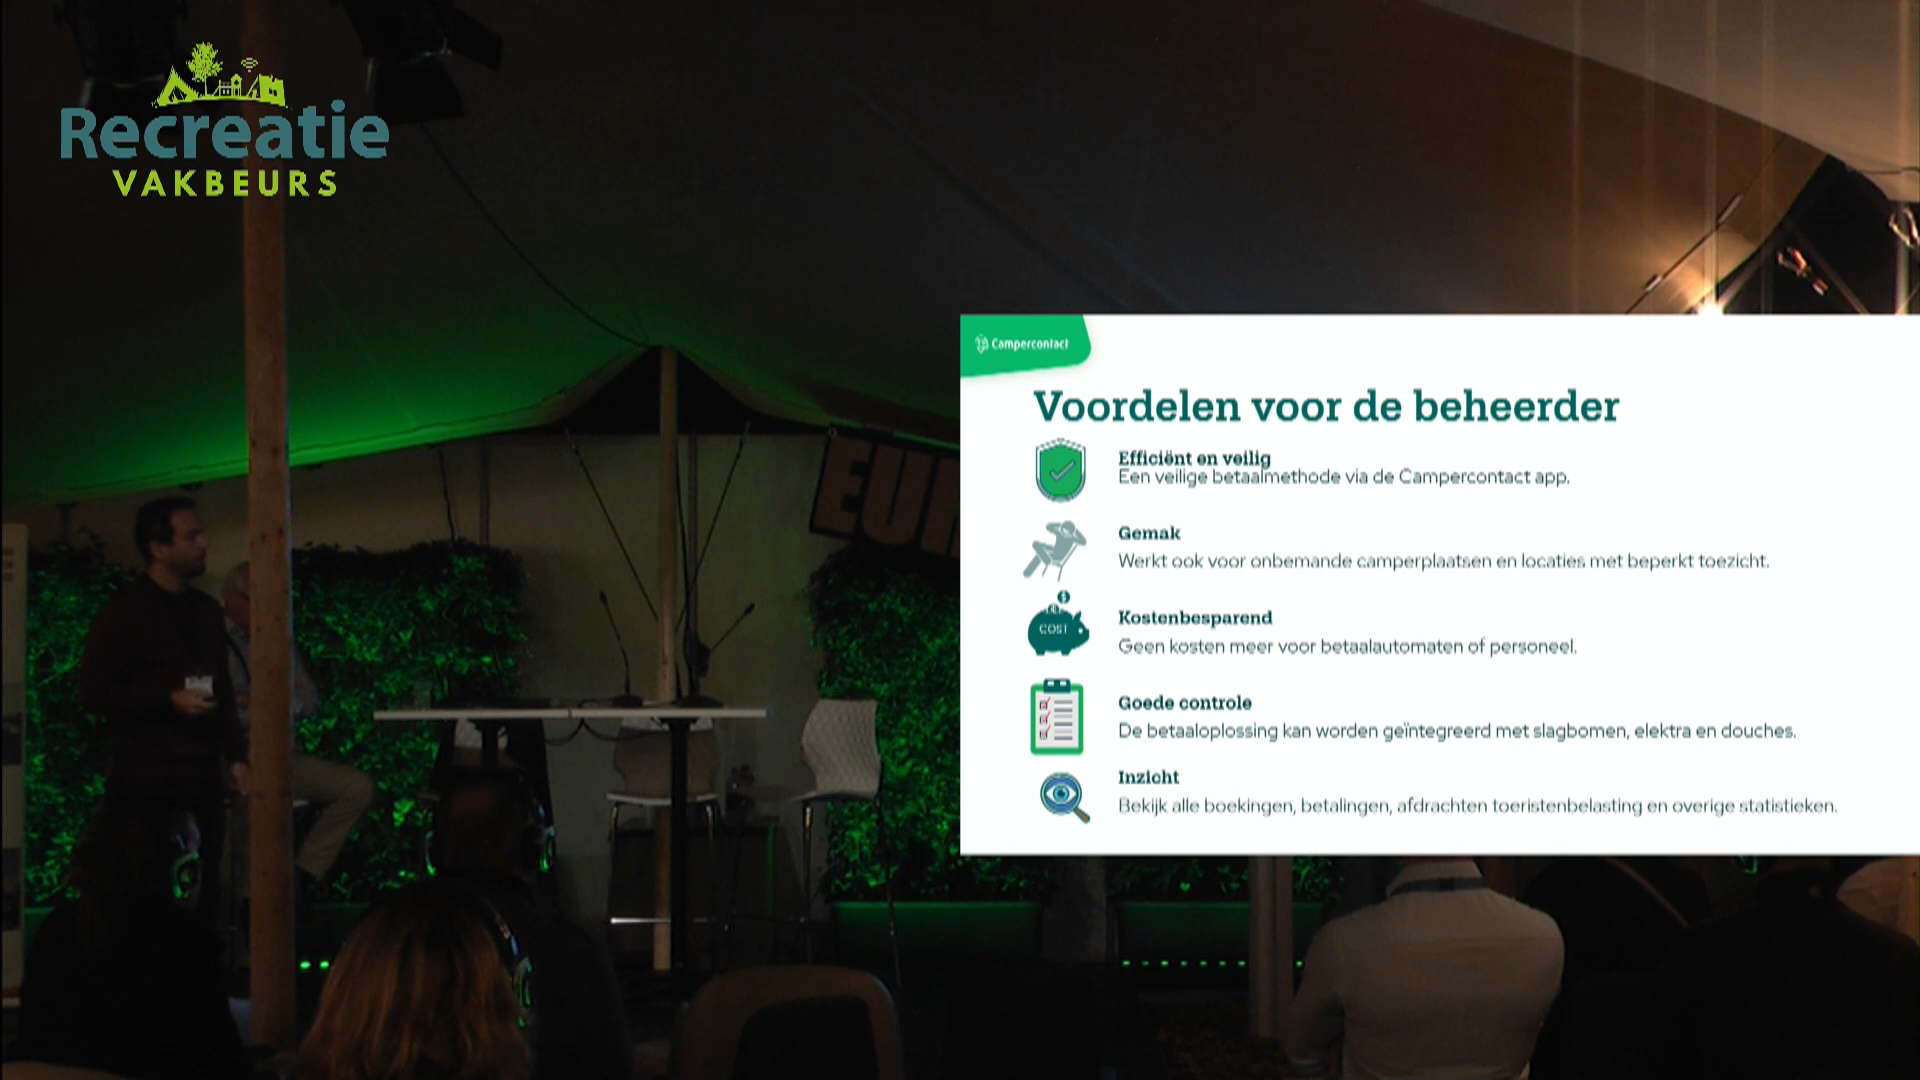 Recreatie
VAKBEURS
Campercontact
Voordelen voor de beheerder
Efficiënt en veilig
Een veilige betaalmethode via de Campercontact app.
Gemak
Werkt ook voor onbemande camperplaatsen en locaties met beperkt toezicht.
COST
Kostenbesparend
Geen kosten meer voor betaalautomaten of personeel.
Goede controle
De betaaloplossing kan worden geïntegreerd met slagbomen, elektra en douches.
Inzicht
Bekijk alle boekingen, betalingen, afdrachten toeristenbelasting en overige statistieken.